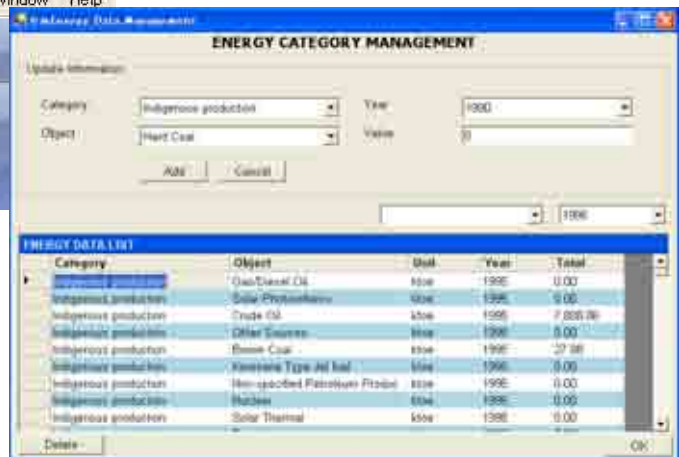 Window Help
Energy Data Management
ENERGY CATEGORY MANAGEMENT
Update Information
Category Indigenous production Year 1990
Object Hard Coal Value 0
Add Cancel
1996
ENERGY DATA LIST
Category Object Unit Year Total
Indigenous production Gas/Diesel Oil ktoe 1996 0.00
Indigenous production Solar Photovoltaics ktoe 1996 0.00
Indigenous production Crude Oil ktoe 1996
Indigenous production Other Sources ktoe 1996 0.00
Indigenous production Brown Coal ktoe 1996
Indigenous production Kerosene Type Jet fuel ktoe 1996 0.00
Indigenous production Non-specified Petroleum ktoe 1996 0.00
Indigenous production Nuclear ktoe 1996 0.00
Indigenous production Solar Thermal ktoe 1996 0.00
Delete OK